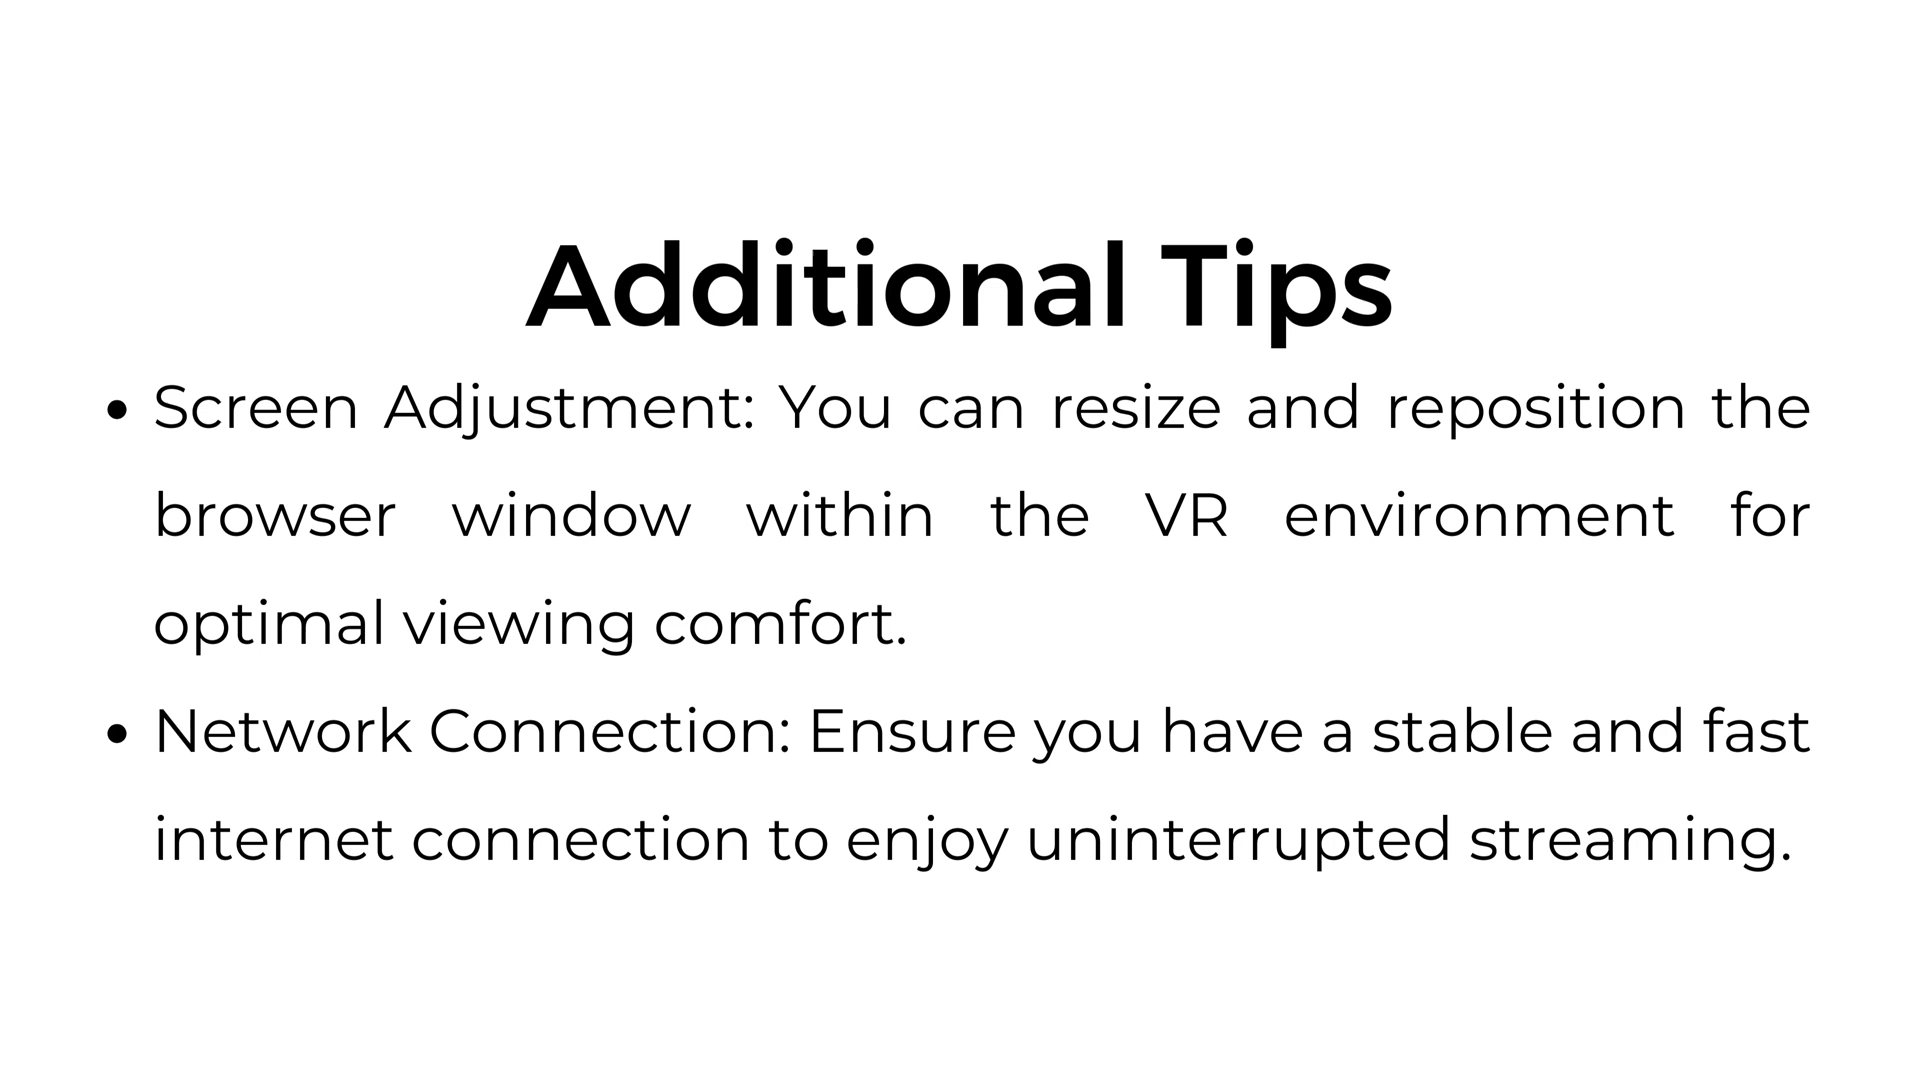 Additional Tips
• Screen Adjustment: You can resize and reposition the
browser window within the VR environment for
optimal viewing comfort.
• Network Connection: Ensure you have a stable and fast
internet connection to enjoy uninterrupted streaming.